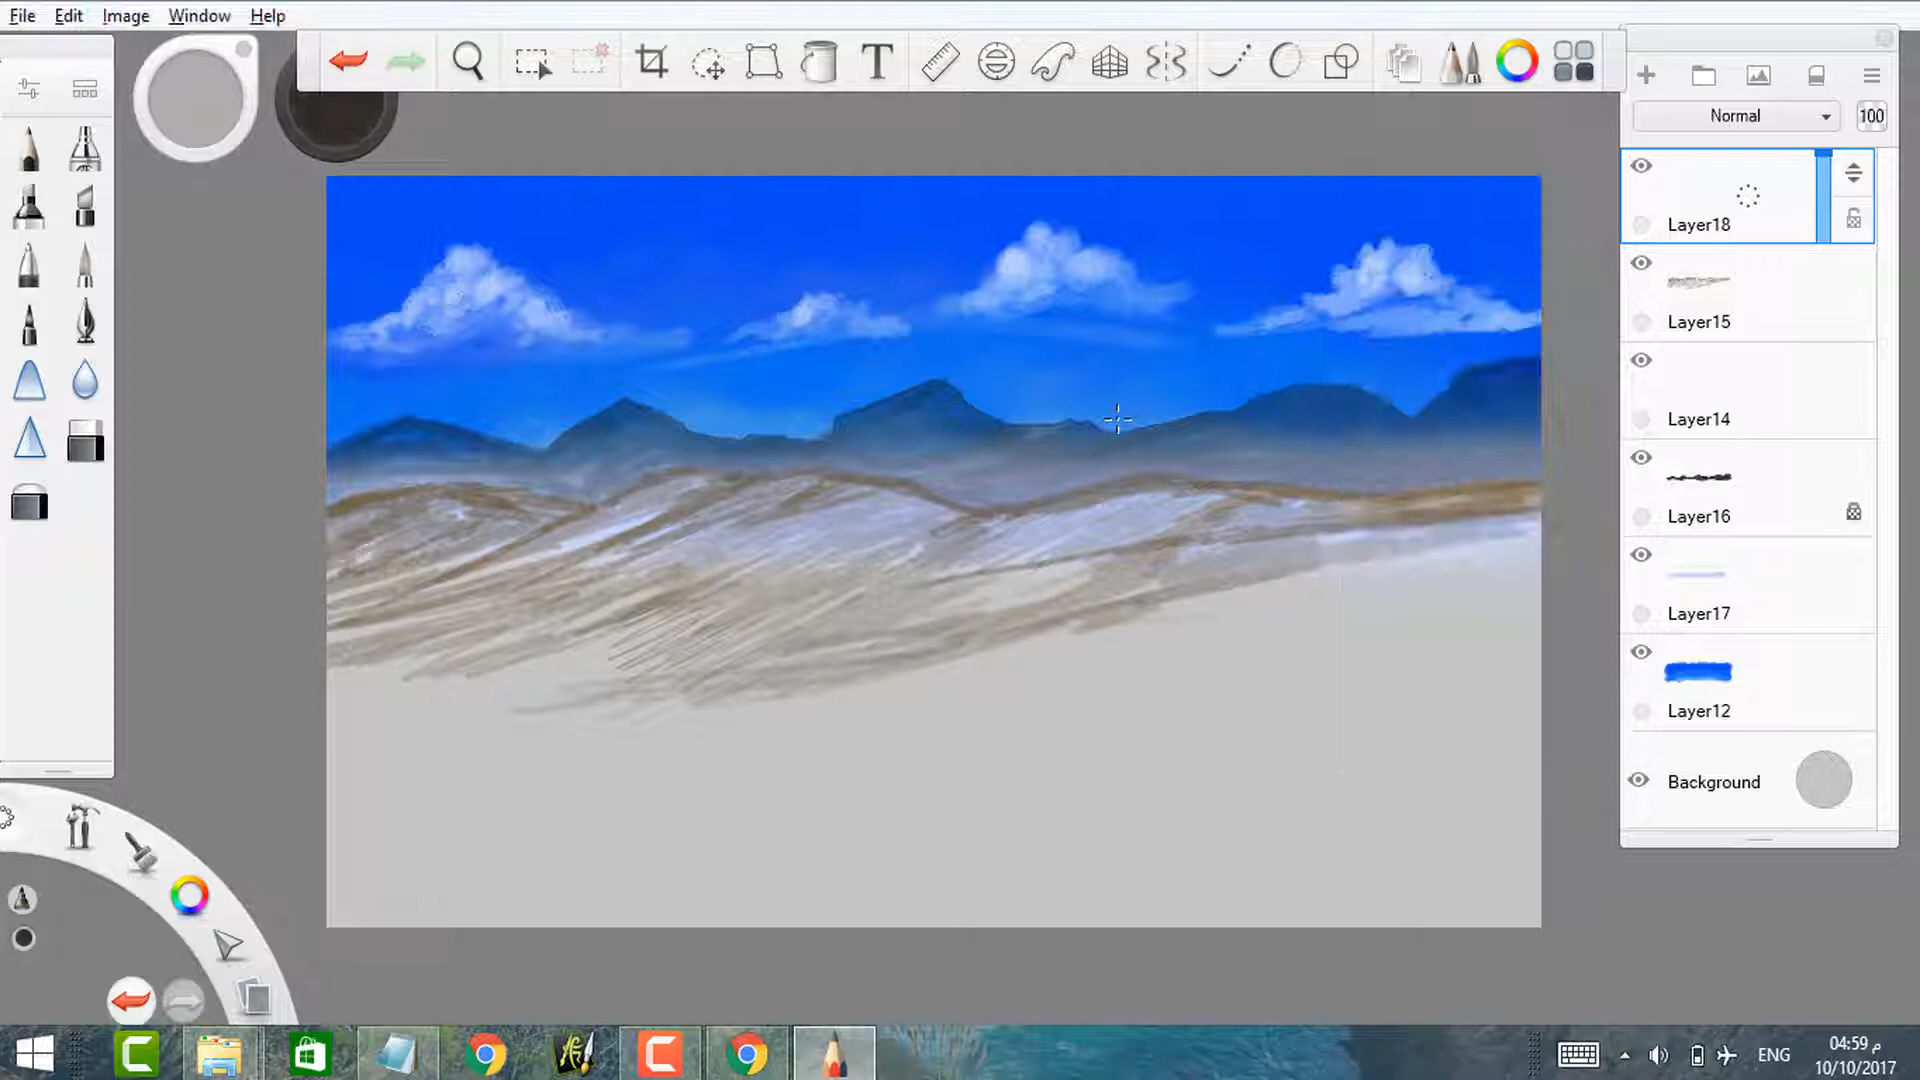 File Edit Image Window Help
Normal 100
Layer18
Layer15
Layer14
Layer16
Layer17
Layer12
Background
ENG
04:59 م
10/10/2017